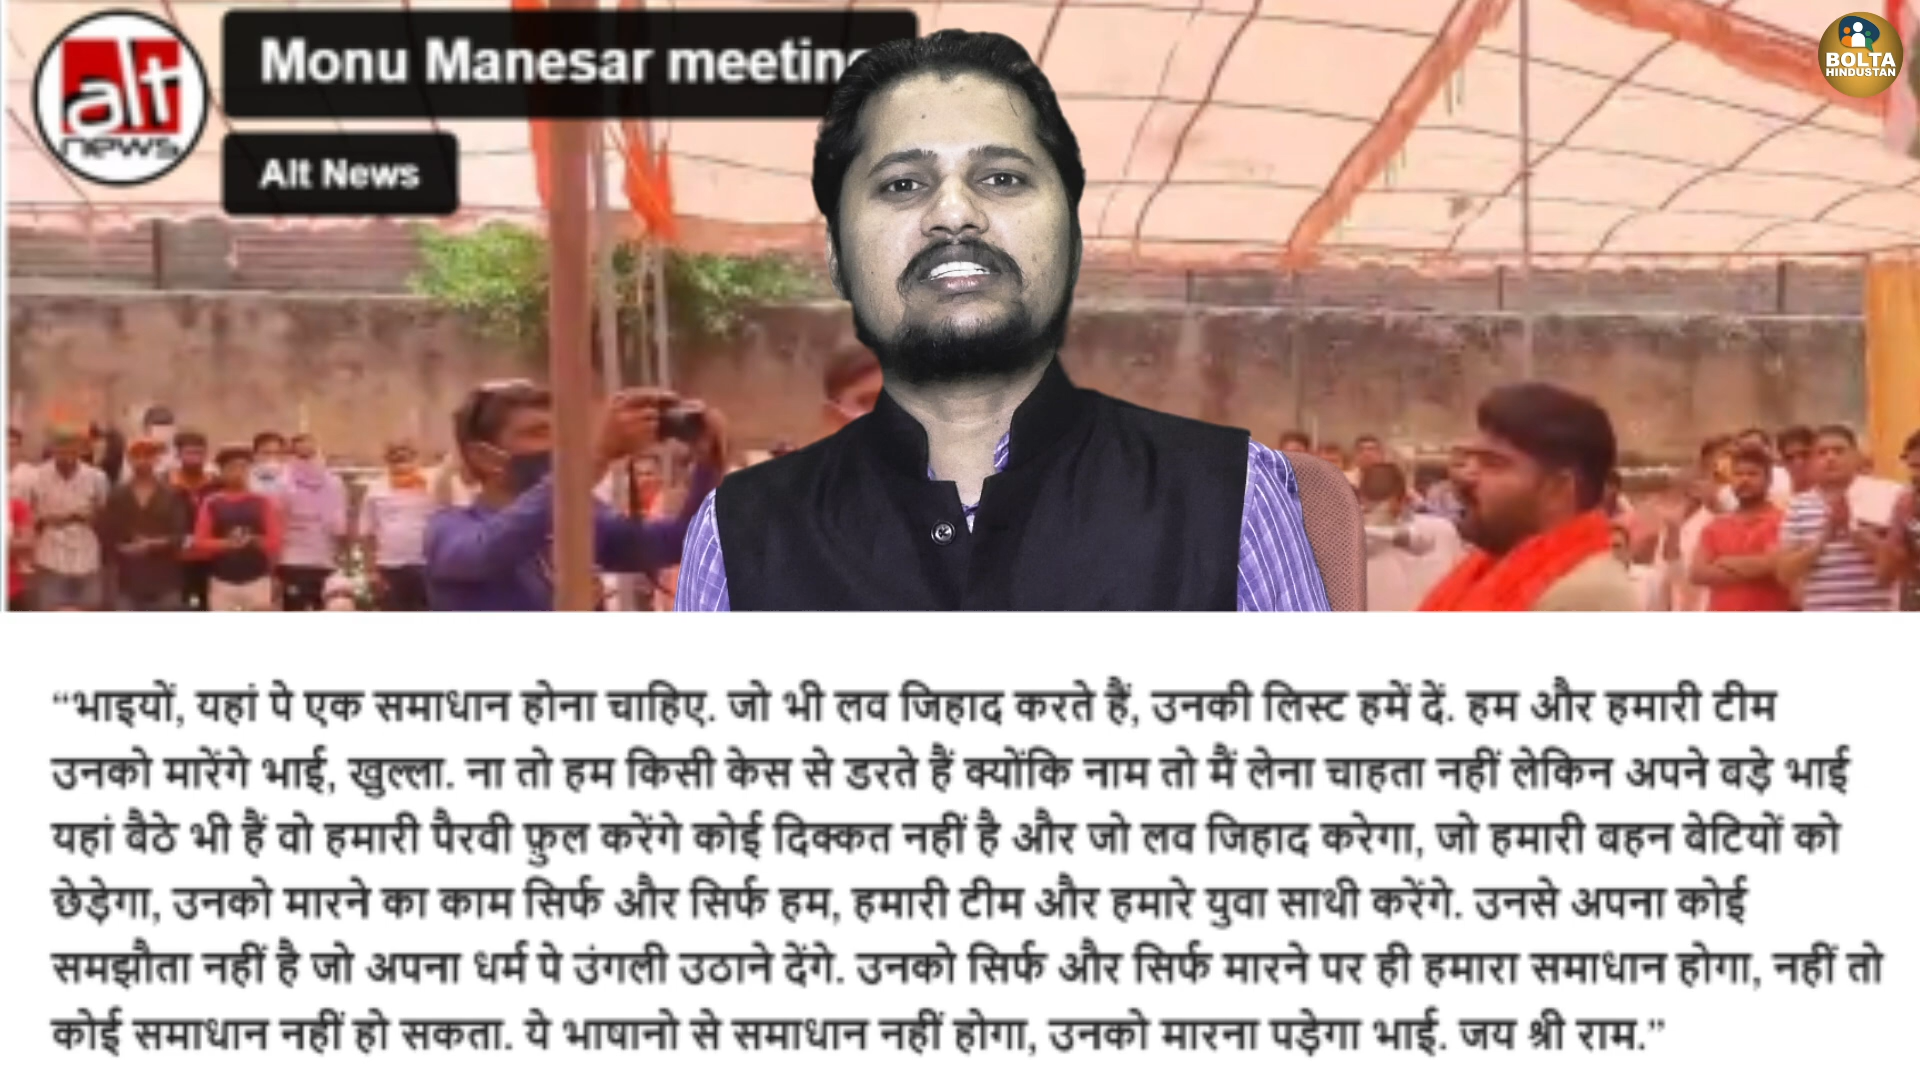 alt
news
Monu Manesar meeting
Alt News
BOLTA
HINDUSTAN
“भाइयों, यहां पे एक समाधान होना चाहिए. जो भी लव जिहाद करते हैं, उनकी लिस्ट हमें दें. हम और हमारी टीम
उनको मारेंगे भाई, खुल्ला. ना तो हम किसी केस से डरते हैं क्योंकि नाम तो मैं लेना चाहता नहीं लेकिन अपने बड़े भाई
यहां बैठे भी हैं वो हमारी पैरवी फ़ुल करेंगे कोई दिक्कत नहीं है और जो लव जिहाद करेगा, जो हमारी बहन बेटियों को
छेड़ेगा, उनको मारने का काम सिर्फ और सिर्फ हम, हमारी टीम और हमारे युवा साथी करेंगे. उनसे अपना कोई
समझौता नहीं है जो अपना धर्म पे उंगली उठाने देंगे. उनको सिर्फ और सिर्फ मारने पर ही हमारा समाधान होगा, नहीं तो
कोई समाधान नहीं हो सकता. ये भाषानो से समाधान नहीं होगा, उनको मारना पड़ेगा भाई. जय श्री राम.”